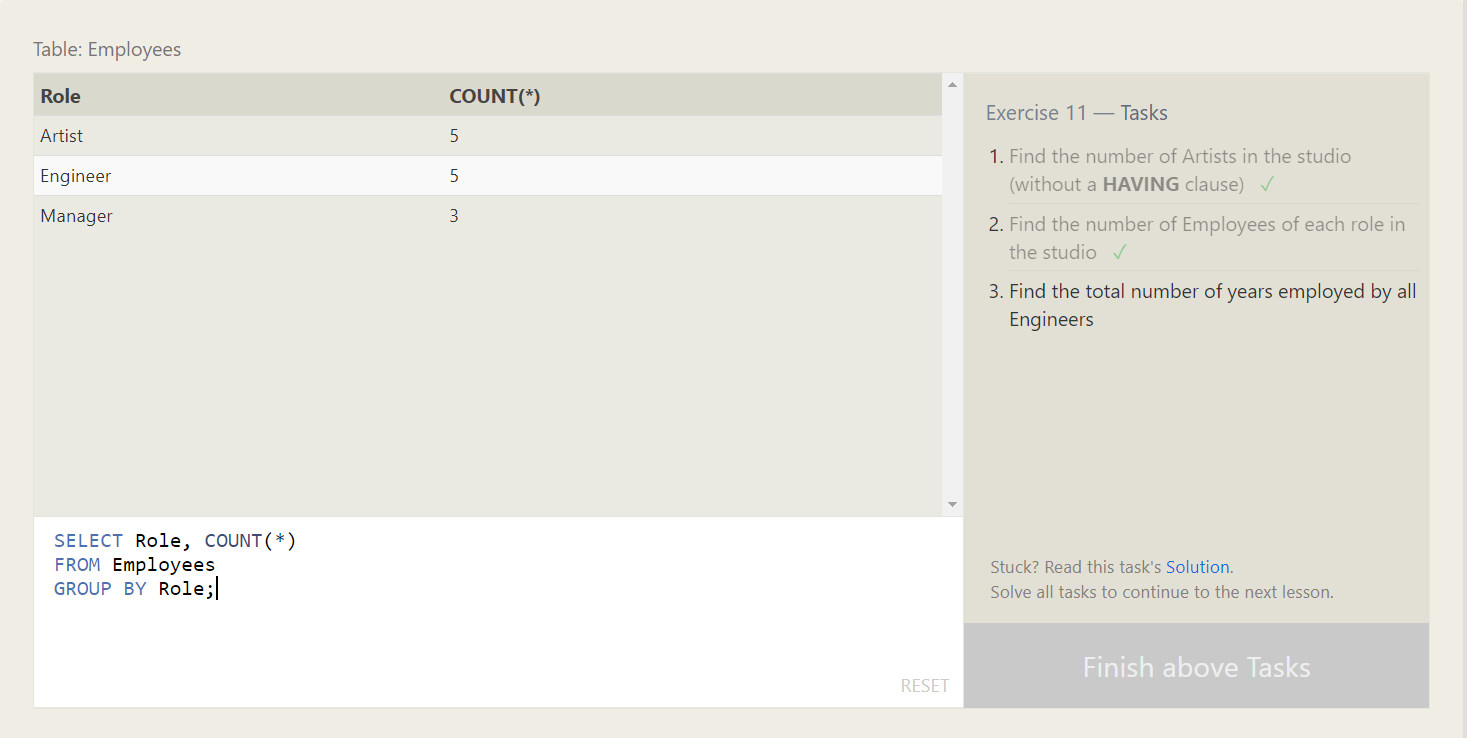 Table: Employees
Role COUNT(*)
Artist 5
Engineer 5
Manager 3
SELECT Role, COUNT(*)
FROM Employees
GROUP BY Role;
RESET
Exercise 11 — Tasks
1. Find the number of Artists in the studio
(without a HAVING clause) ✓
2. Find the number of Employees of each role in
the studio ✓
3. Find the total number of years employed by all
Engineers
Stuck? Read this task's Solution.
Solve all tasks to continue to the next lesson.
Finish above Tasks